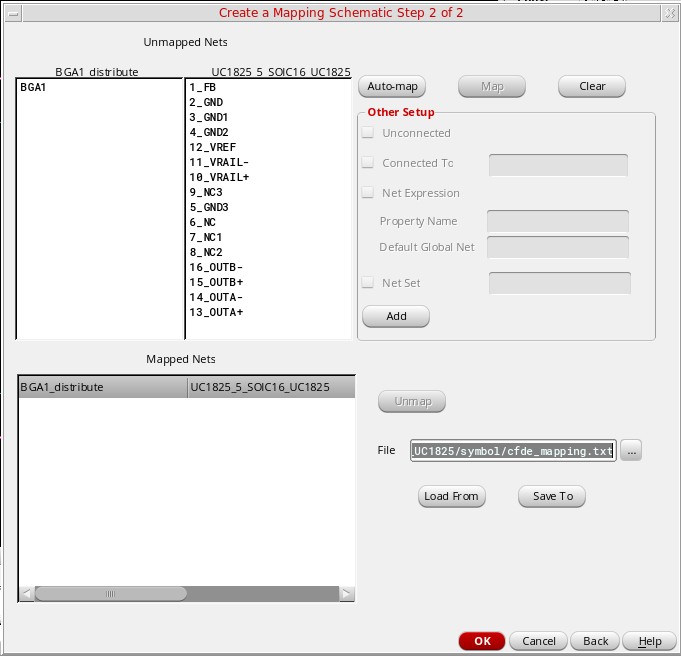 Create a Mapping Schematic Step 2 of 2
Unmapped Nets
BGA1_distribute
UC1825_5_SOIC16_UC1825
BGA1
1_FB
2_GND
3_GND1
4_GND2
12_VREF
11_VRAIL-
10_VRAIL+
9_NC3
5_GND3
6_NC
7_NC1
8_NC2
16_OUTB-
15_OUTB+
14_OUTA-
13_OUTA+
Auto-map
Map
Clear
Other Setup
Unconnected
Connected To
Net Expression
Property Name
Default Global Net
Net Set
Add
Mapped Nets
BGA1_distribute
UC1825_5_SOIC16_UC1825
Unmap
File
UC1825/symbol/cfde_mapping.txt
...
Load From
Save To
OK
Cancel
Back
Help